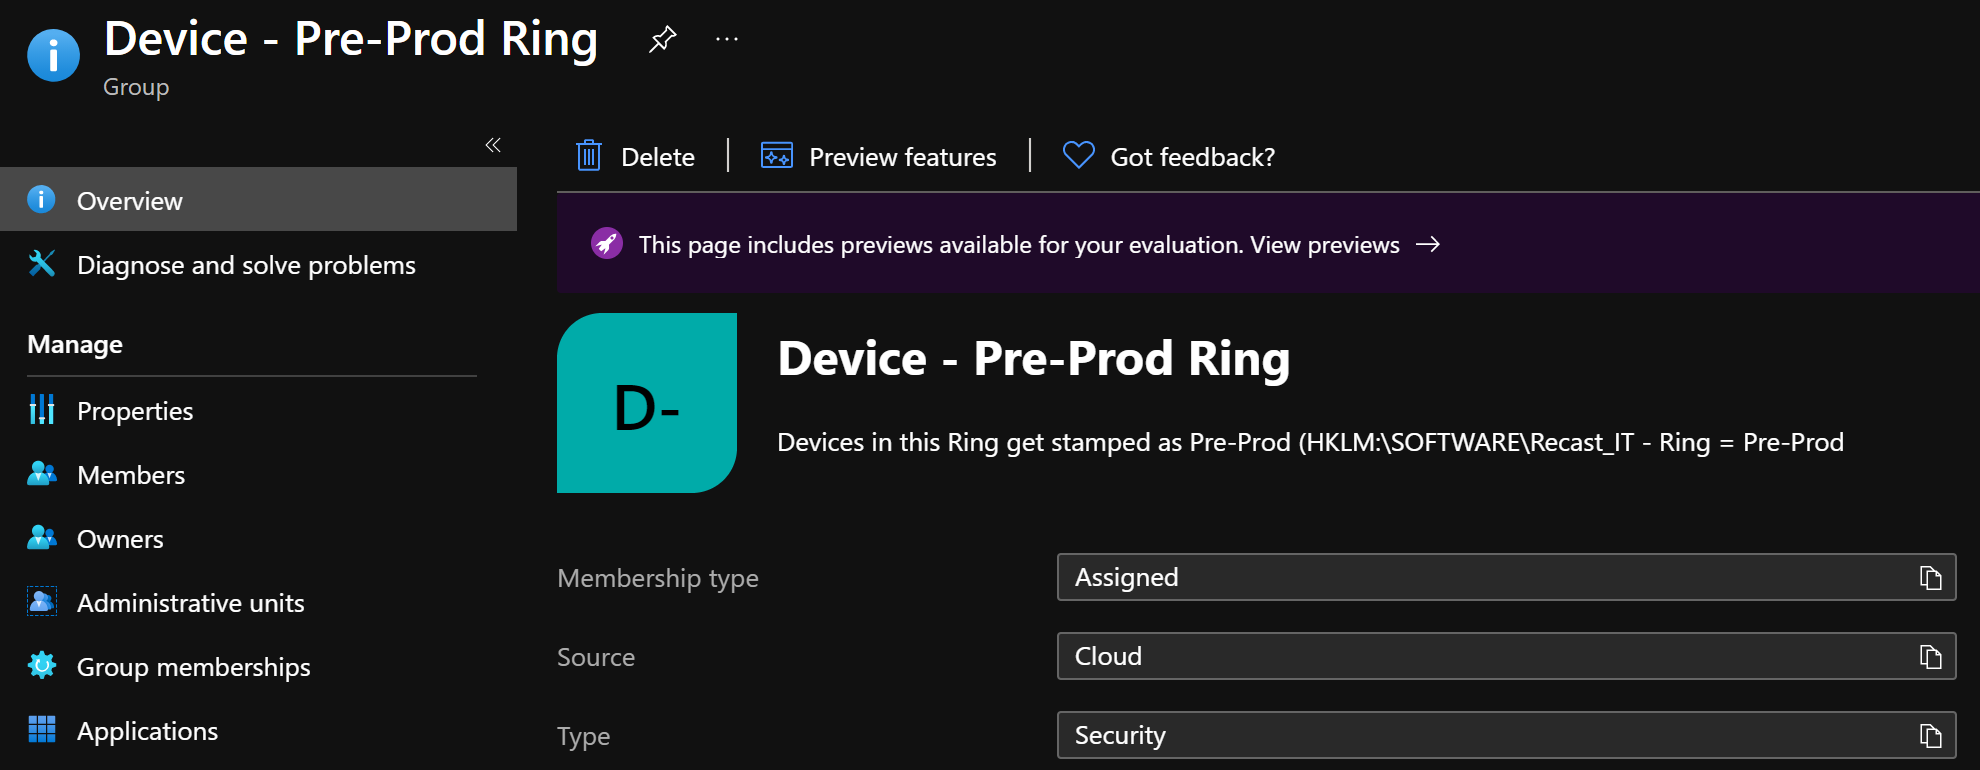 Device - Pre-Prod Ring
...
Group
«
Overview
Diagnose and solve problems
Manage
Properties
Members
Owners
Administrative units
Group memberships
Applications
Delete | Preview features | Got feedback?
This page includes previews available for your evaluation. View previews →
D-
Device - Pre-Prod Ring
Devices in this Ring get stamped as Pre-Prod (HKLM:\SOFTWARE\Recast_IT - Ring = Pre-Prod
Membership type Assigned
Source Cloud
Type Security